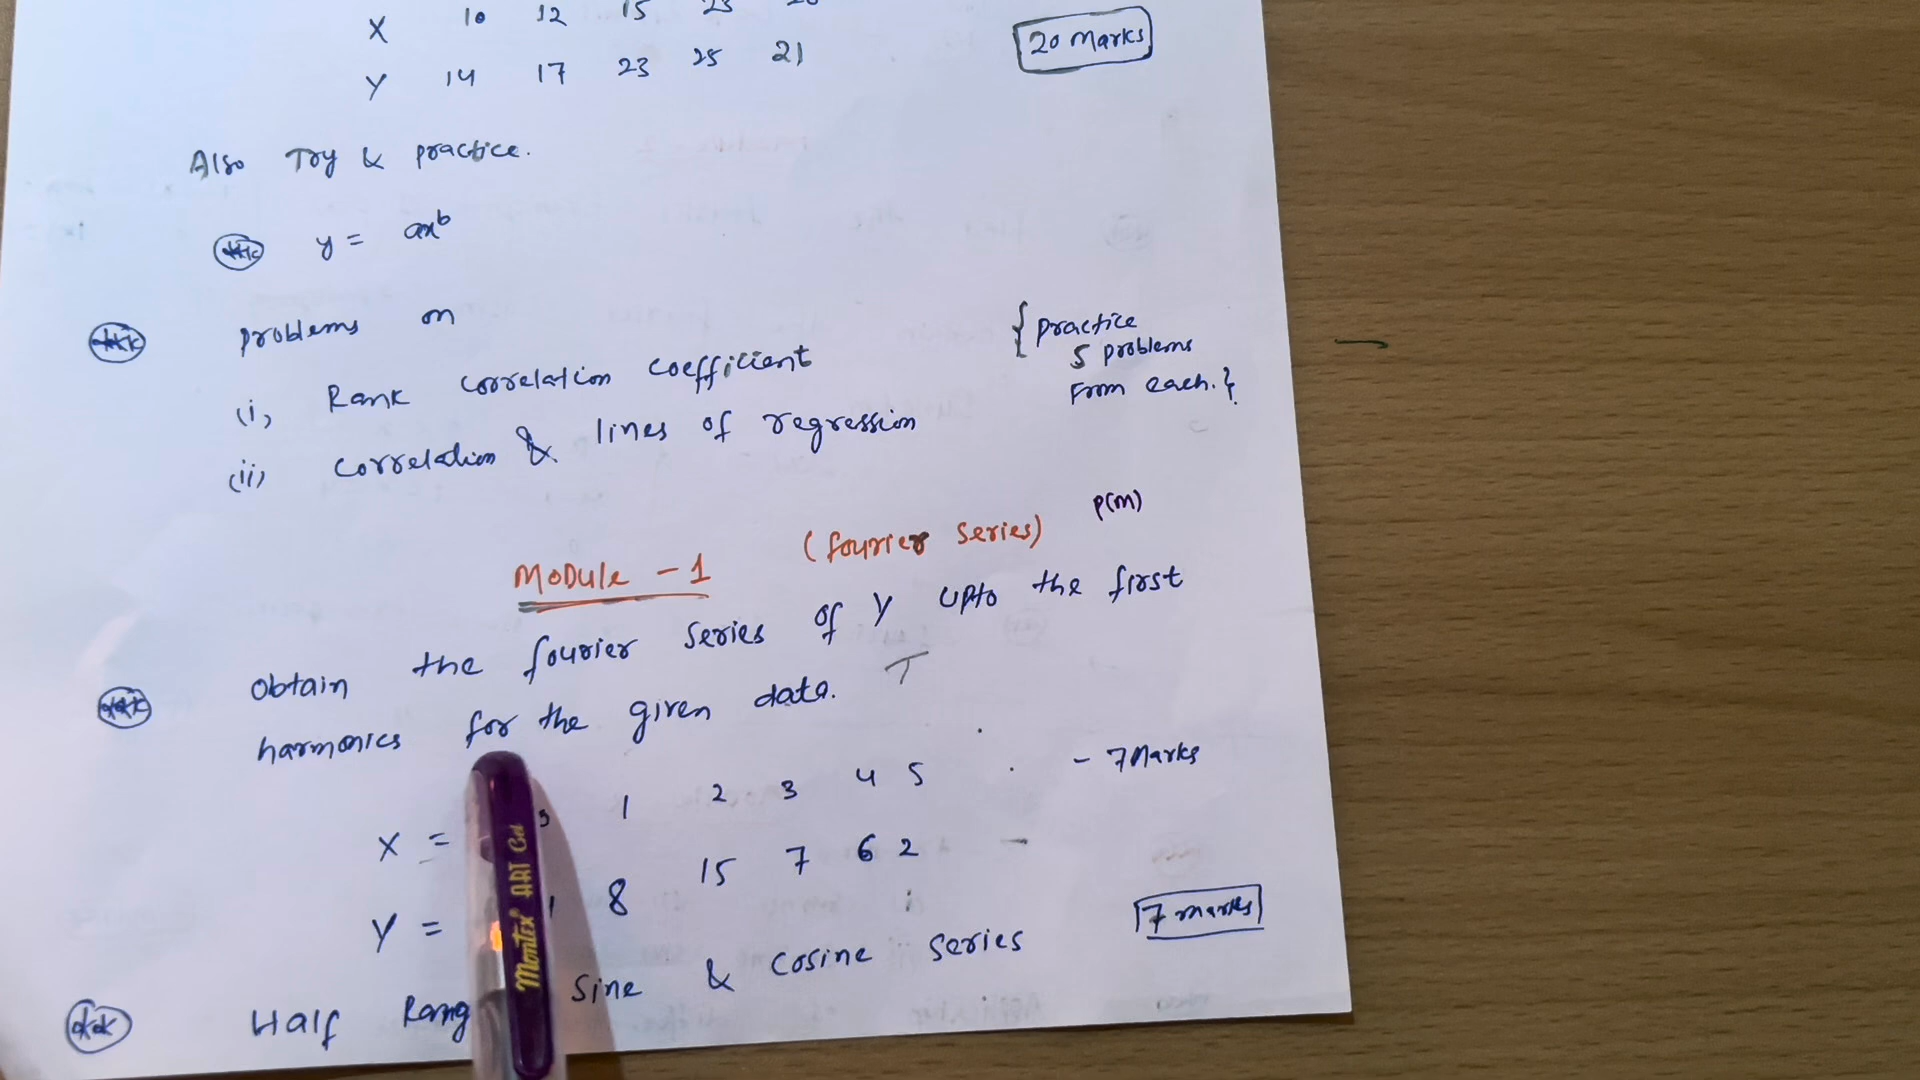 X 10 12 15 23
Y 14 17 23 25 21
20 Marks
Also Try & practice.
y = ax^b
problems on
(i) Rank correlation coefficient
(ii) correlation & lines of regression
{ practice
5 problems
From each. }
Module - 1 (fourier series) P(M)
Obtain the fourier series of Y upto the first
harmonics for the given data.
- 7 Marks
X = 1 2 3 4 5
Y = 8 15 7 6 2
7 marks
Half Rang Sine & Cosine series
Montex ART Gel